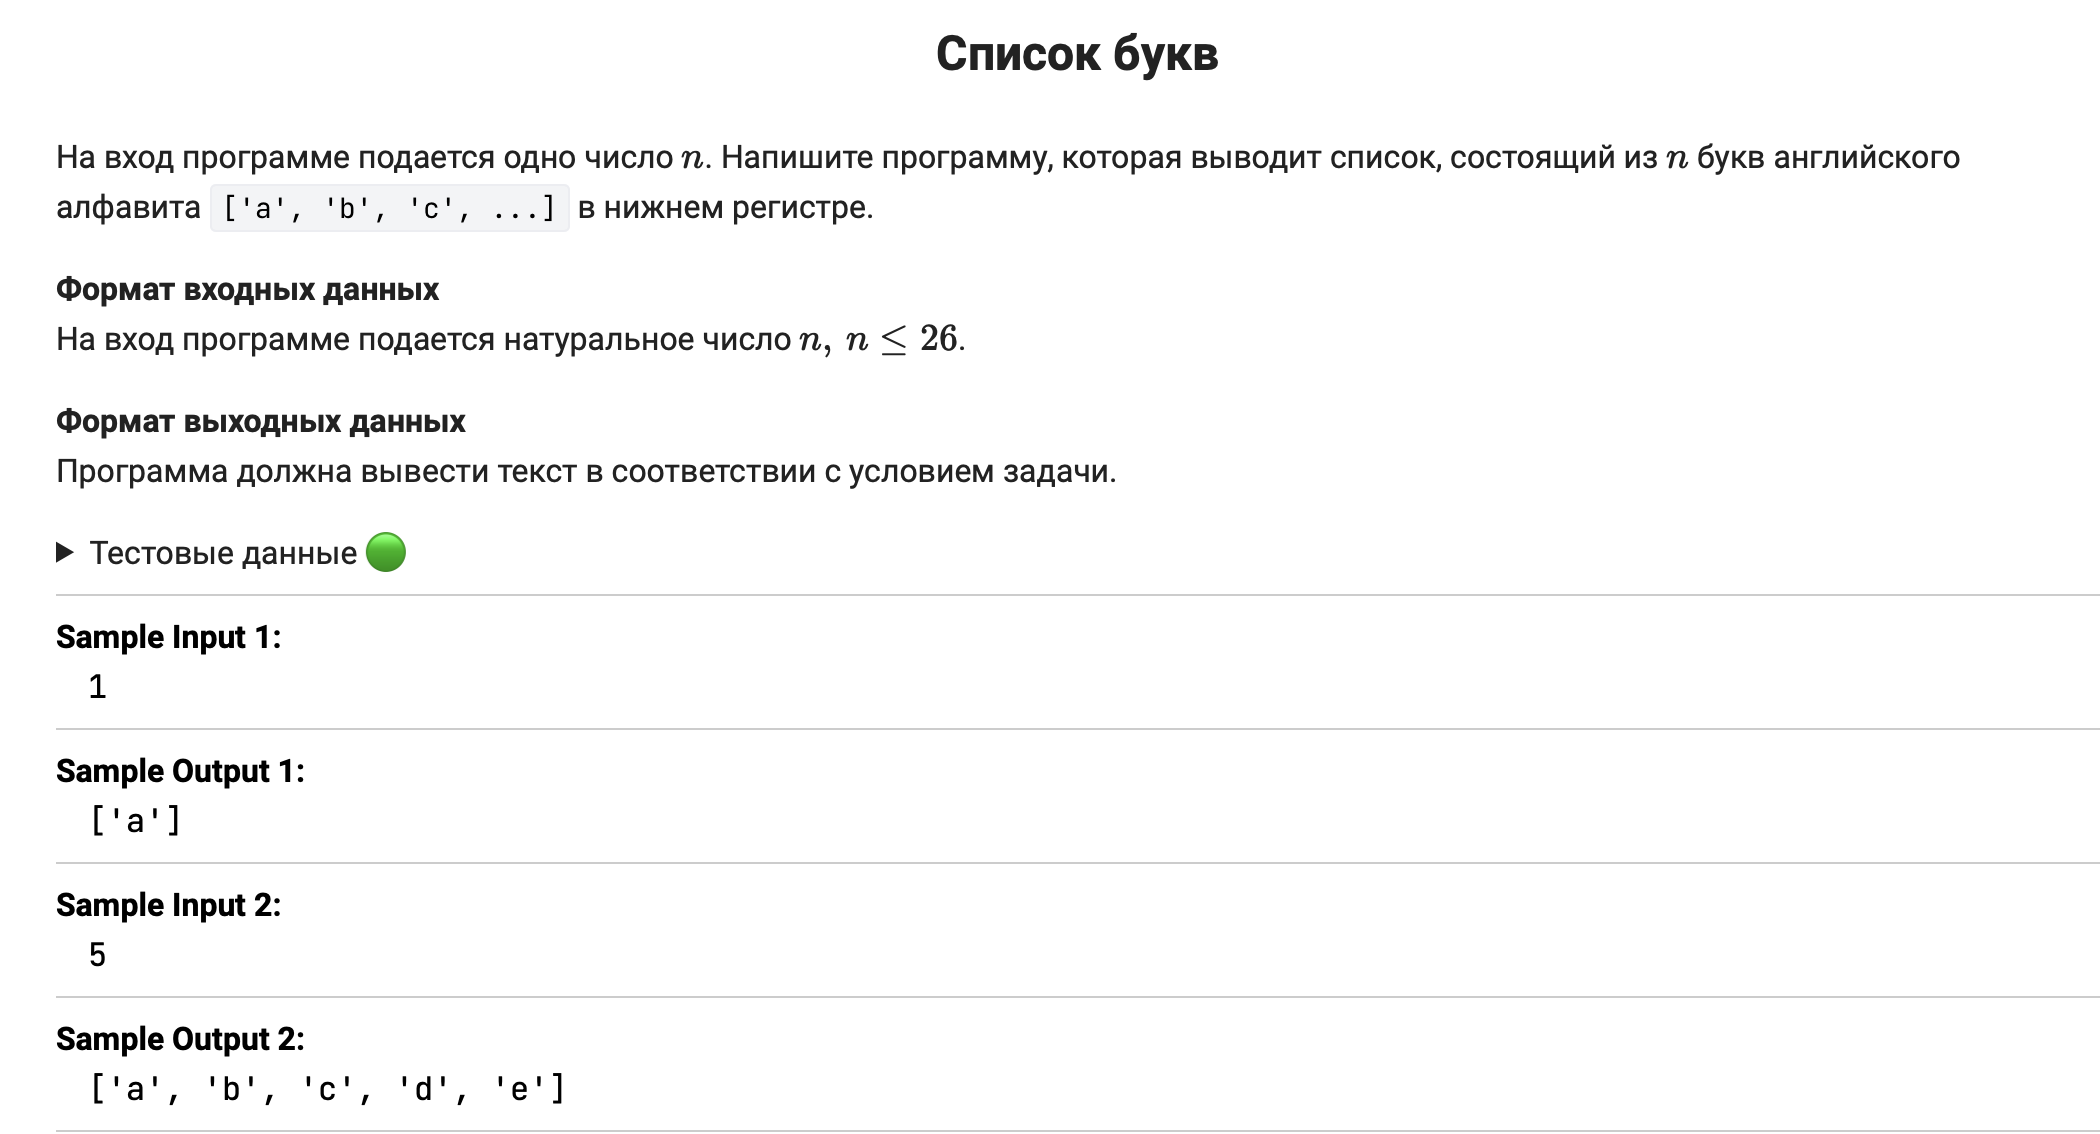 Список букв
На вход программе подается одно число n. Напишите программу, которая выводит список, состоящий из n букв английского
алфавита ['a', 'b', 'c', ...] в нижнем регистре.
Формат входных данных
На вход программе подается натуральное число n, n ≤ 26.
Формат выходных данных
Программа должна вывести текст в соответствии с условием задачи.
Тестовые данные
Sample Input 1:
1
Sample Output 1:
['a']
Sample Input 2:
5
Sample Output 2:
['a', 'b', 'c', 'd', 'e']